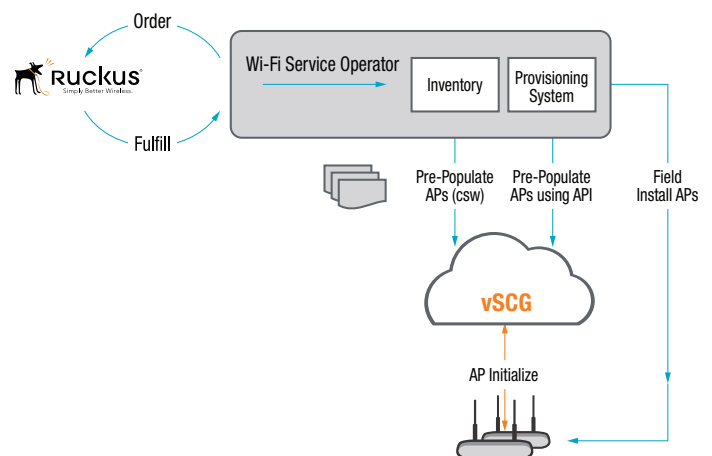 Order
Ruckus
Simply Better Wireless.
Fulfill
Wi-Fi Service Operator
Inventory
Provisioning
System
Pre-Populate
APs (csw)
Pre-Populate
APs using API
Field
Install APs
vSCG
AP Initialize